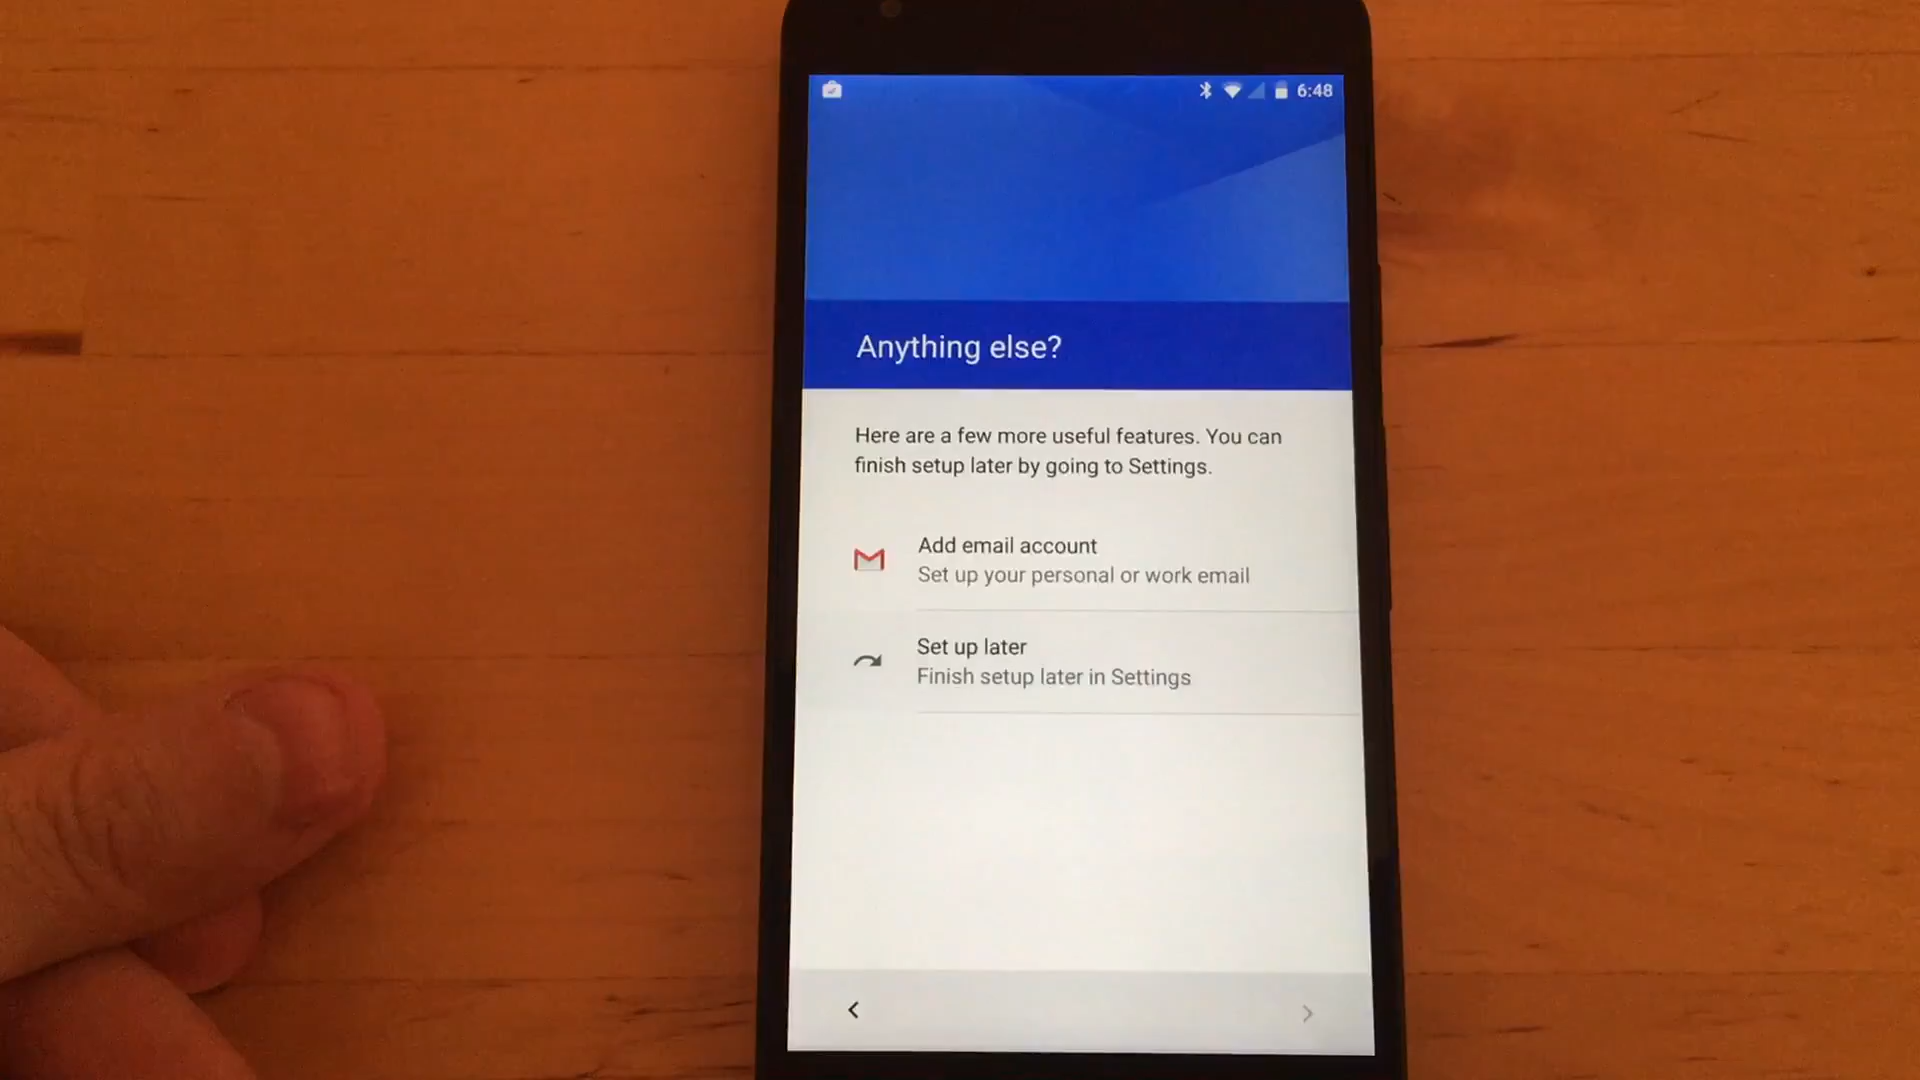 6:48
Anything else?
Here are a few more useful features. You can
finish setup later by going to Settings.
Add email account
Set up your personal or work email
Set up later
Finish setup later in Settings